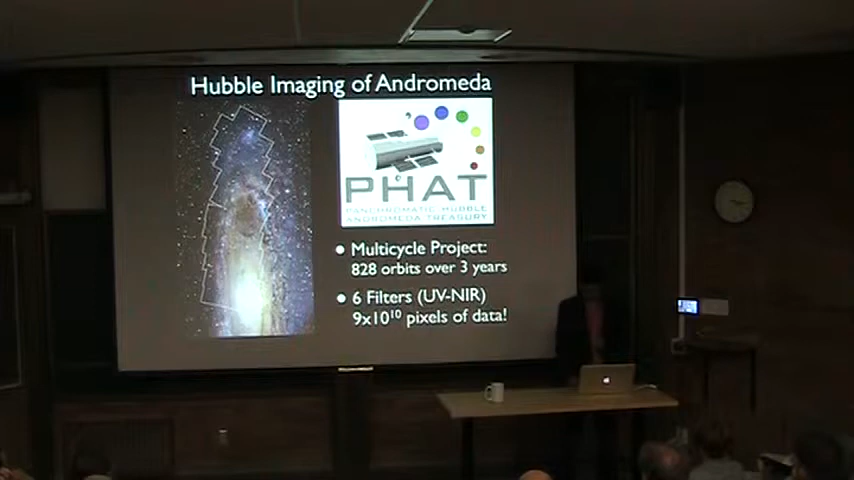 Hubble Imaging of Andromeda
PHAT
PANCHROMATIC HUBBLE
ANDROMEDA TREASURY
• Multicycle Project:
828 orbits over 3 years
• 6 Filters (UV-NIR)
9x10¹⁰ pixels of data!